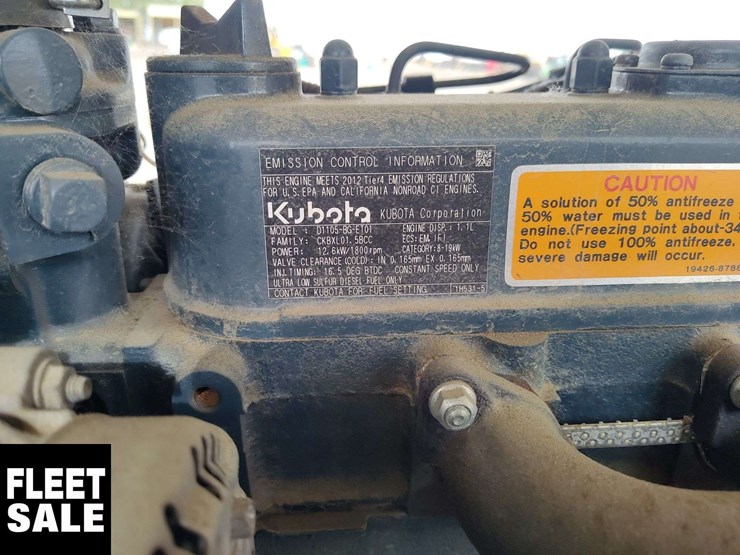 EMISSION CONTROL INFORMATION
THIS ENGINE MEETS 2012 Tier4 EMISSION REGULATIONS
FOR U.S. EPA AND CALIFORNIA NONROAD CI ENGINES.
Kubota KUBOTA Corporation
MODEL : D1105-BG-ET01 ENGINE DISP.: 1.1L
FAMILY: CKBXL01.5BCC ECS: EM, IFI
POWER: 12.6kW/1800rpm CATEGORY: 8-19kW
VALVE CLEARANCE (COLD): IN 0.165mm EX 0.165mm
INJ. TIMING: 16.5 DEG BTDC CONSTANT SPEED ONLY
ULTRA LOW SULFUR DIESEL FUEL ONLY
CONTACT KUBOTA FOR FUEL SETTING. 1H531-5
CAUTION
A solution of 50% antifreeze
50% water must be used in
engine.(Freezing point about-34
Do not use 100% antifreeze.
severe damage will occur.
19426-8788
FLEET
SALE